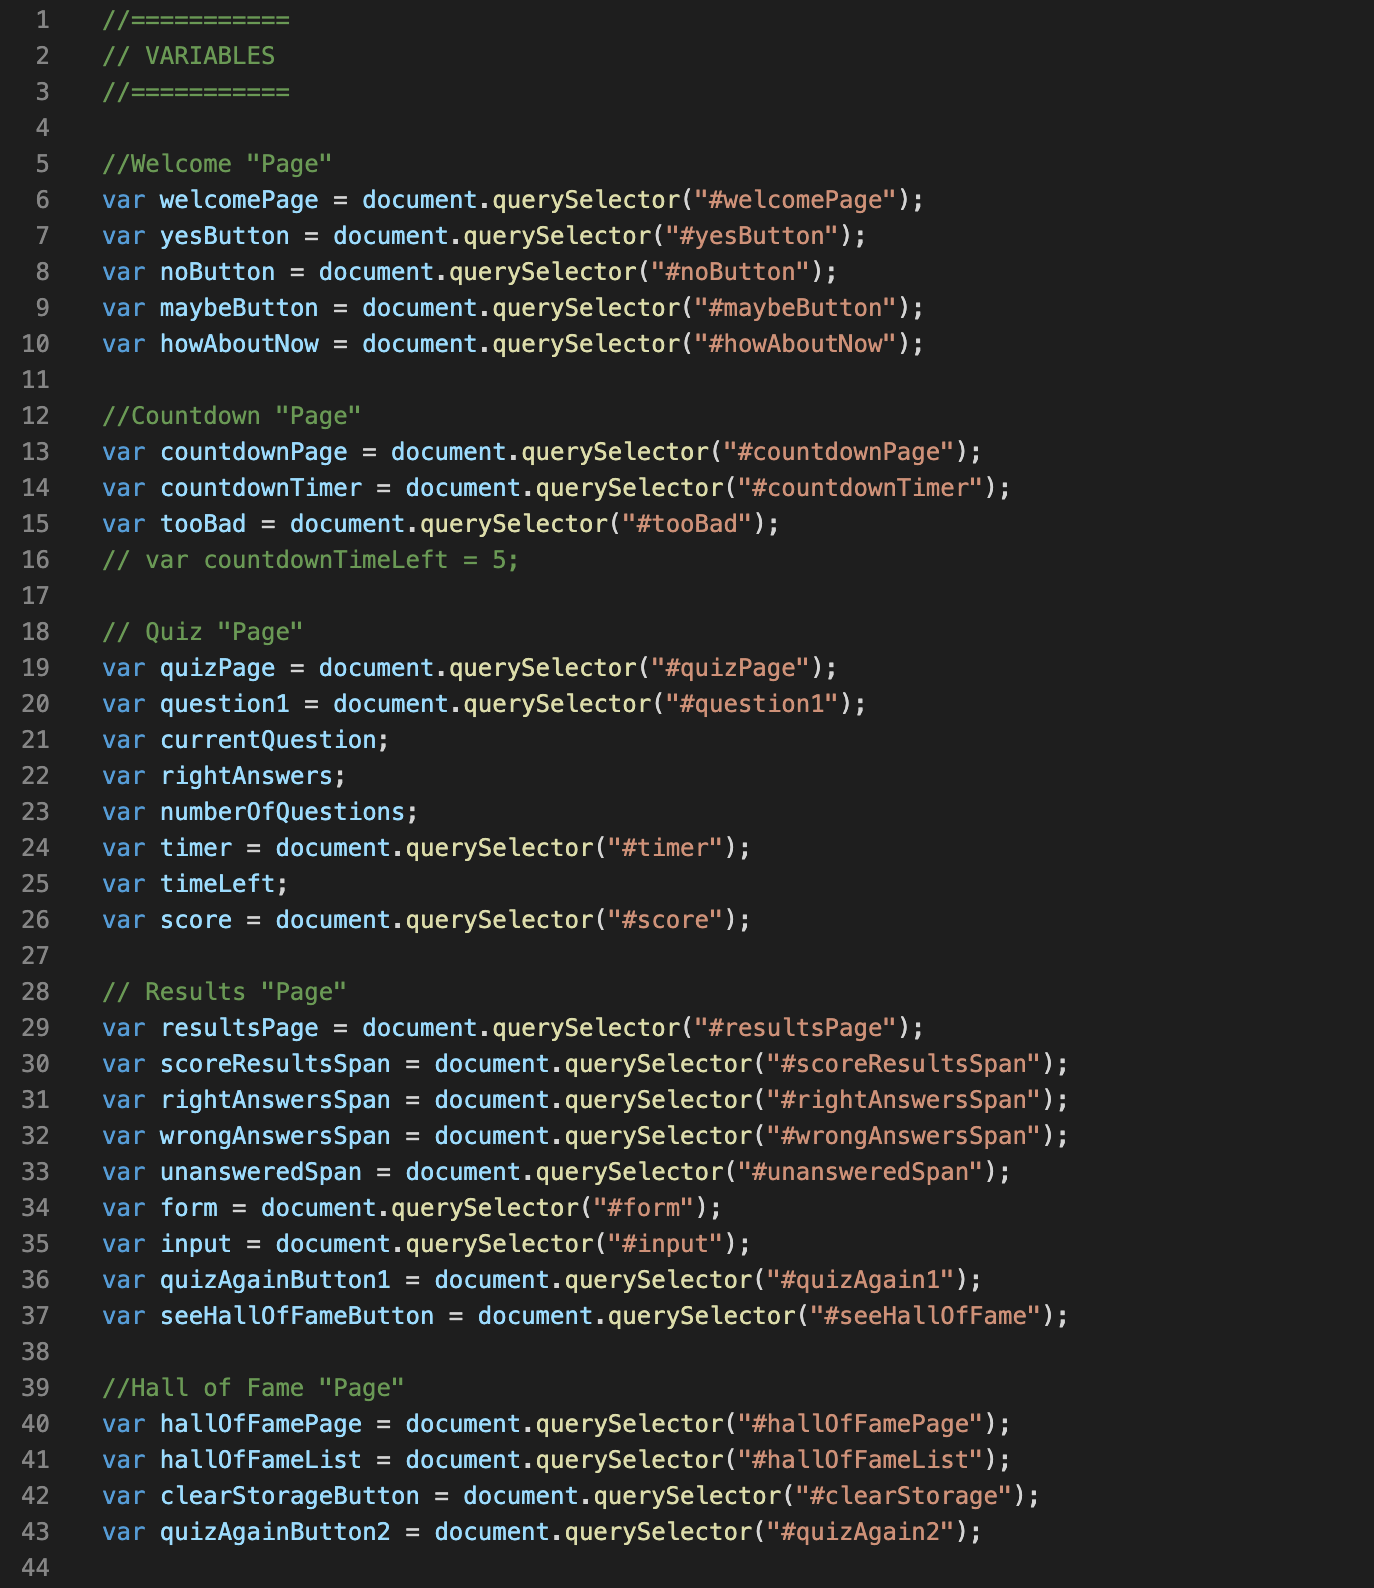 1 //===========
2 // VARIABLES
3 //===========
4
5 //Welcome "Page"
6 var welcomePage = document.querySelector("#welcomePage");
7 var yesButton = document.querySelector("#yesButton");
8 var noButton = document.querySelector("#noButton");
9 var maybeButton = document.querySelector("#maybeButton");
10 var howAboutNow = document.querySelector("#howAboutNow");
11
12 //Countdown "Page"
13 var countdownPage = document.querySelector("#countdownPage");
14 var countdownTimer = document.querySelector("#countdownTimer");
15 var tooBad = document.querySelector("#tooBad");
16 // var countdownTimeLeft = 5;
17
18 // Quiz "Page"
19 var quizPage = document.querySelector("#quizPage");
20 var question1 = document.querySelector("#question1");
21 var currentQuestion;
22 var rightAnswers;
23 var numberOfQuestions;
24 var timer = document.querySelector("#timer");
25 var timeLeft;
26 var score = document.querySelector("#score");
27
28 // Results "Page"
29 var resultsPage = document.querySelector("#resultsPage");
30 var scoreResultsSpan = document.querySelector("#scoreResultsSpan");
31 var rightAnswersSpan = document.querySelector("#rightAnswersSpan");
32 var wrongAnswersSpan = document.querySelector("#wrongAnswersSpan");
33 var unansweredSpan = document.querySelector("#unansweredSpan");
34 var form = document.querySelector("#form");
35 var input = document.querySelector("#input");
36 var quizAgainButton1 = document.querySelector("#quizAgain1");
37 var seeHallOfFameButton = document.querySelector("#seeHallOfFame");
38
39 //Hall of Fame "Page"
40 var hallOfFamePage = document.querySelector("#hallOfFamePage");
41 var hallOfFameList = document.querySelector("#hallOfFameList");
42 var clearStorageButton = document.querySelector("#clearStorage");
43 var quizAgainButton2 = document.querySelector("#quizAgain2");
44